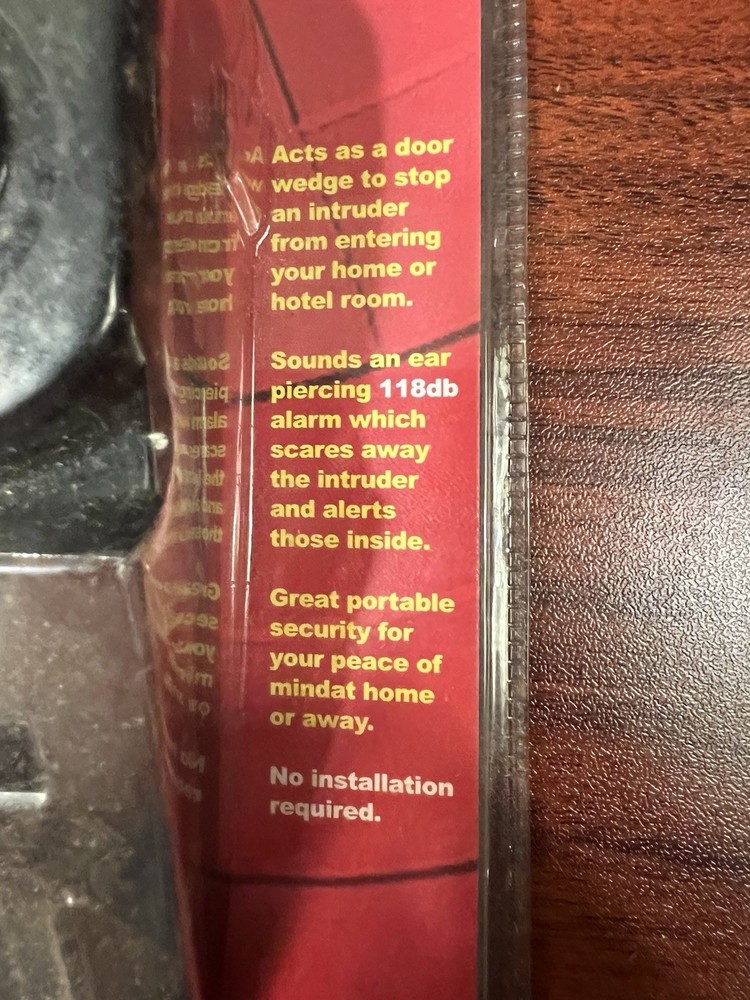 Acts as a door
wedge to stop
an intruder
from entering
your home or
hotel room.
Sounds an ear
piercing 118db
alarm which
scares away
the intruder
and alerts
those inside.
Great portable
security for
your peace of
mindat home
or away.
No installation
required.